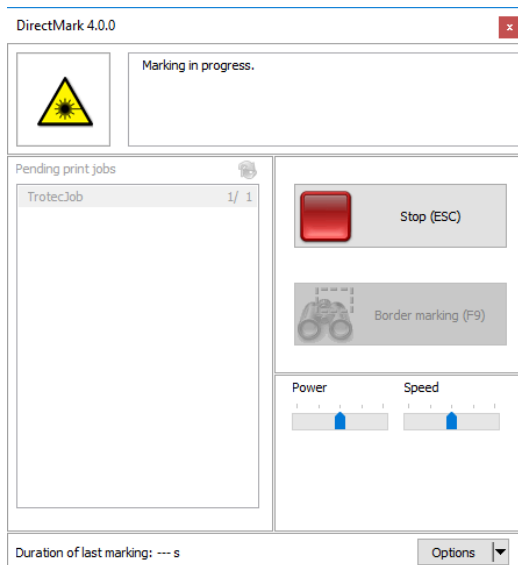 DirectMark 4.0.0
x
Marking in progress.
Pending print jobs
TrotecJob 1/ 1
Stop (ESC)
Border marking (F9)
Power Speed
Duration of last marking: --- s
Options